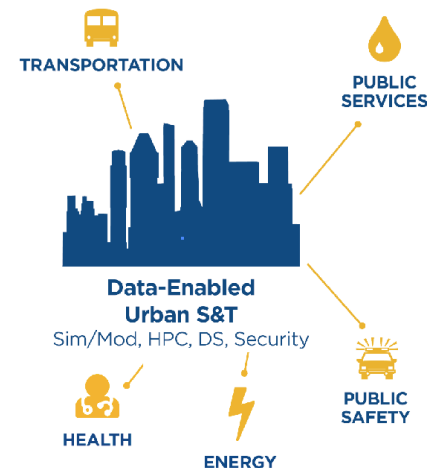 TRANSPORTATION
PUBLIC
SERVICES
Data-Enabled
Urban S&T
Sim/Mod, HPC, DS, Security
PUBLIC
SAFETY
HEALTH
ENERGY